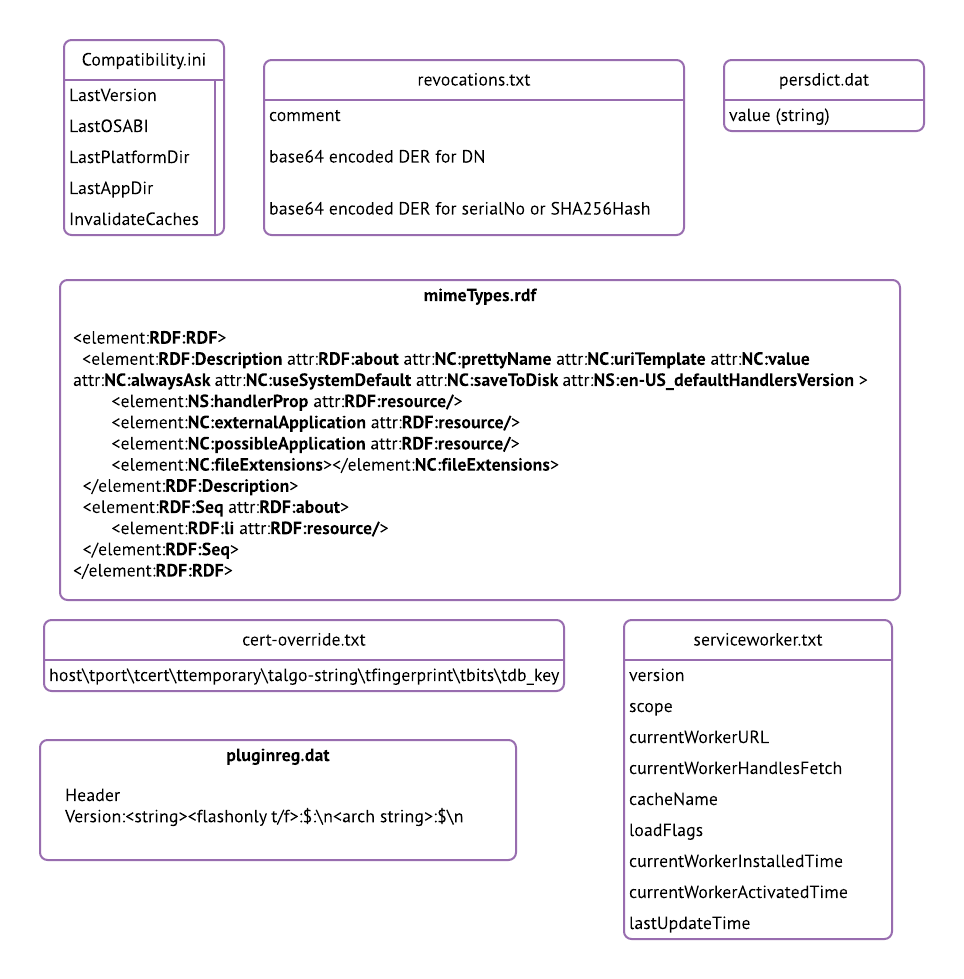 Compatibility.ini
LastVersion
LastOSABI
LastPlatformDir
LastAppDir
InvalidateCaches
revocations.txt
comment
base64 encoded DER for DN
base64 encoded DER for serialNo or SHA256Hash
persdict.dat
value (string)
mimeTypes.rdf
<element:RDF:RDF>
<element:RDF:Description attr:RDF:about attr:NC:prettyName attr:NC:uriTemplate attr:NC:value
attr:NC:alwaysAsk attr:NC:useSystemDefault attr:NC:saveToDisk attr:NS:en-US_defaultHandlersVersion >
<element:NS:handlerProp attr:RDF:resource/>
<element:NC:externalApplication attr:RDF:resource/>
<element:NC:possibleApplication attr:RDF:resource/>
<element:NC:fileExtensions></element:NC:fileExtensions>
</element:RDF:Description>
<element:RDF:Seq attr:RDF:about>
<element:RDF:li attr:RDF:resource/>
</element:RDF:Seq>
</element:RDF:RDF>
cert-override.txt
host\tport\tcert\ttemporary\talgo-string\tfingerprint\tbits\tdb_key
pluginreg.dat
Header
Version:<string><flashonly t/f>:$:\n<arch string>:$\n
serviceworker.txt
version
scope
currentWorkerURL
currentWorkerHandlesFetch
cacheName
loadFlags
currentWorkerInstalledTime
currentWorkerActivatedTime
lastUpdateTime